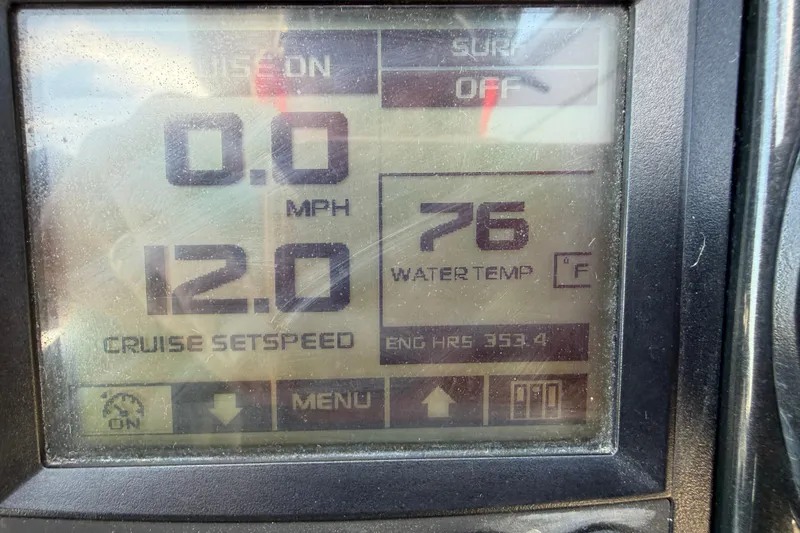 CRUISE ON
SURF
OFF
0.0
MPH
12.0
CRUISE SETSPEED
76
WATER TEMP
°F
ENG HRS 353.4
ON
MENU